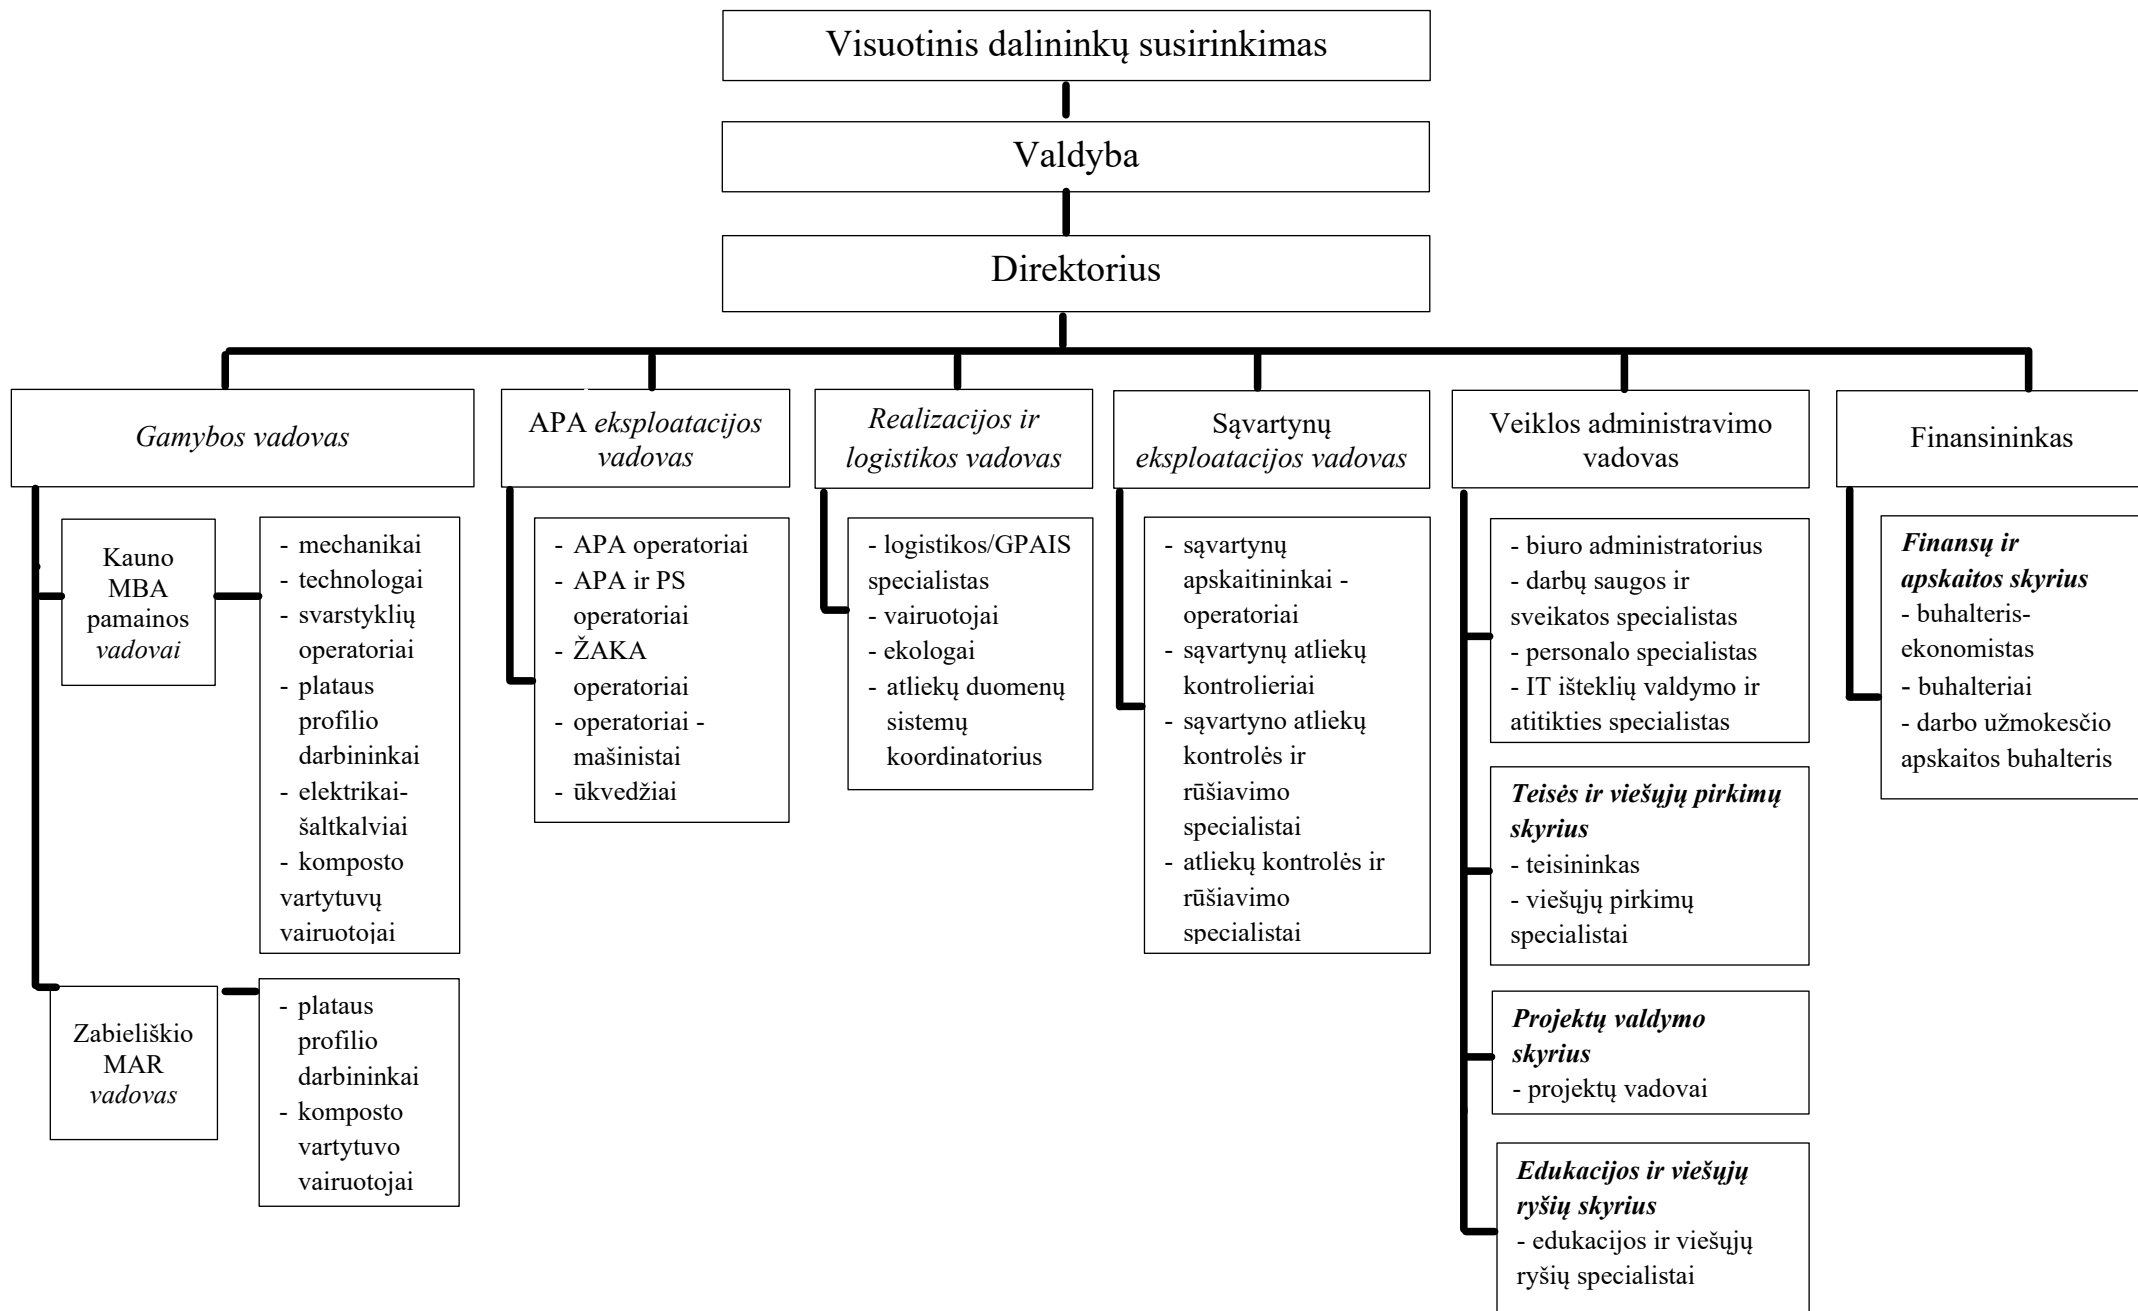 Visuotinis dalininkų susirinkimas
Valdyba
Direktorius
Gamybos vadovas
APA eksploatacijos
vadovas
Realizacijos ir
logistikos vadovas
Sąvartynų
eksploatacijos vadovas
Veiklos administravimo
vadovas
Finansininkas
Kauno
MBA
pamainos
vadovai
- mechanikai
- technologai
- svarstyklių
operatoriai
- plataus
profilio
darbininkai
- elektrikai-
šaltkalviai
- komposto
vartytuvų
vairuotojai
Zabieliškio
MAR
vadovas
- plataus
profilio
darbininkai
- komposto
vartytuvo
vairuotojai
- APA operatoriai
- APA ir PS
operatoriai
- ŽAKA
operatoriai
- operatoriai -
mašinistai
- ūkvedžiai
- logistikos/GPAIS
specialistas
- vairuotojai
- ekologai
- atliekų duomenų
sistemų
koordinatorius
- sąvartynų
apskaitininkai -
operatoriai
- sąvartynų atliekų
kontrolieriai
- sąvartyno atliekų
kontrolės ir
rūšiavimo
specialistai
- atliekų kontrolės ir
rūšiavimo
specialistai
- biuro administratorius
- darbų saugos ir
sveikatos specialistas
- personalo specialistas
- IT išteklių valdymo ir
atitikties specialistas
Teisės ir viešųjų pirkimų
skyrius
- teisininkas
- viešųjų pirkimų
specialistai
Projektų valdymo
skyrius
- projektų vadovai
Edukacijos ir viešųjų
ryšių skyrius
- edukacijos ir viešųjų
ryšių specialistai
Finansų ir
apskaitos skyrius
- buhalteris-
ekonomistas
- buhalteriai
- darbo užmokesčio
apskaitos buhalteris